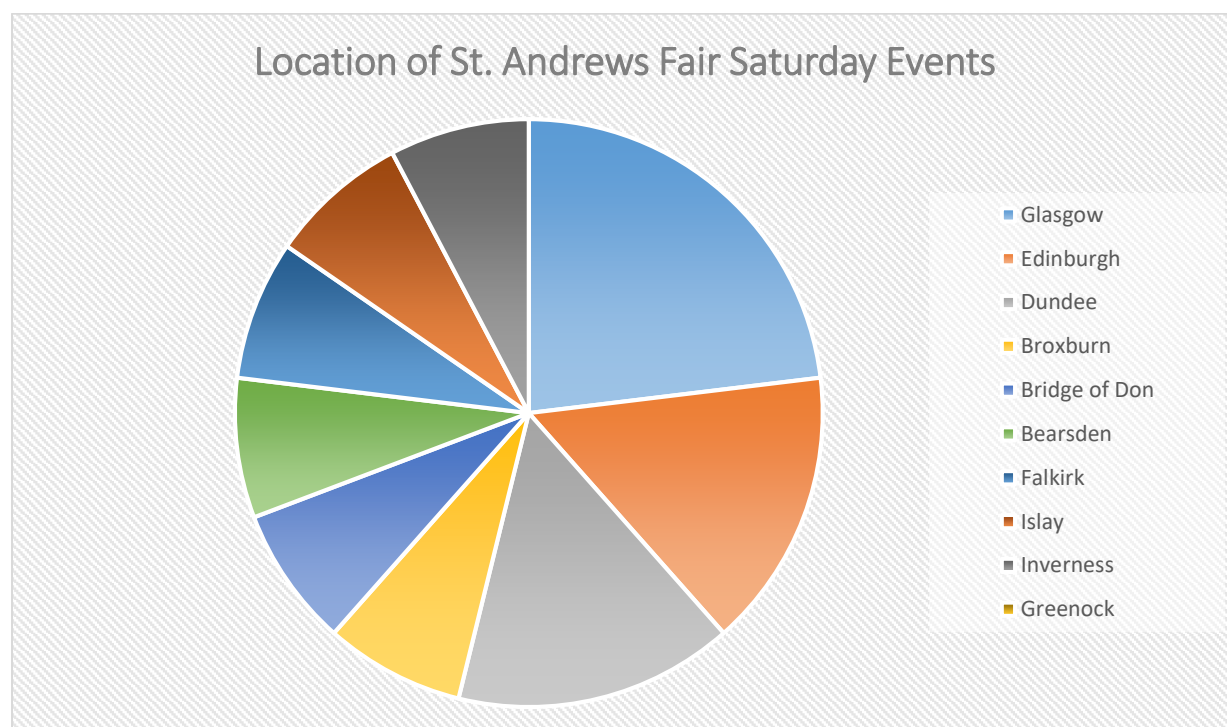 Location of St. Andrews Fair Saturday Events
Glasgow
Edinburgh
Dundee
Broxburn
Bridge of Don
Bearsden
Falkirk
Islay
Inverness
Greenock